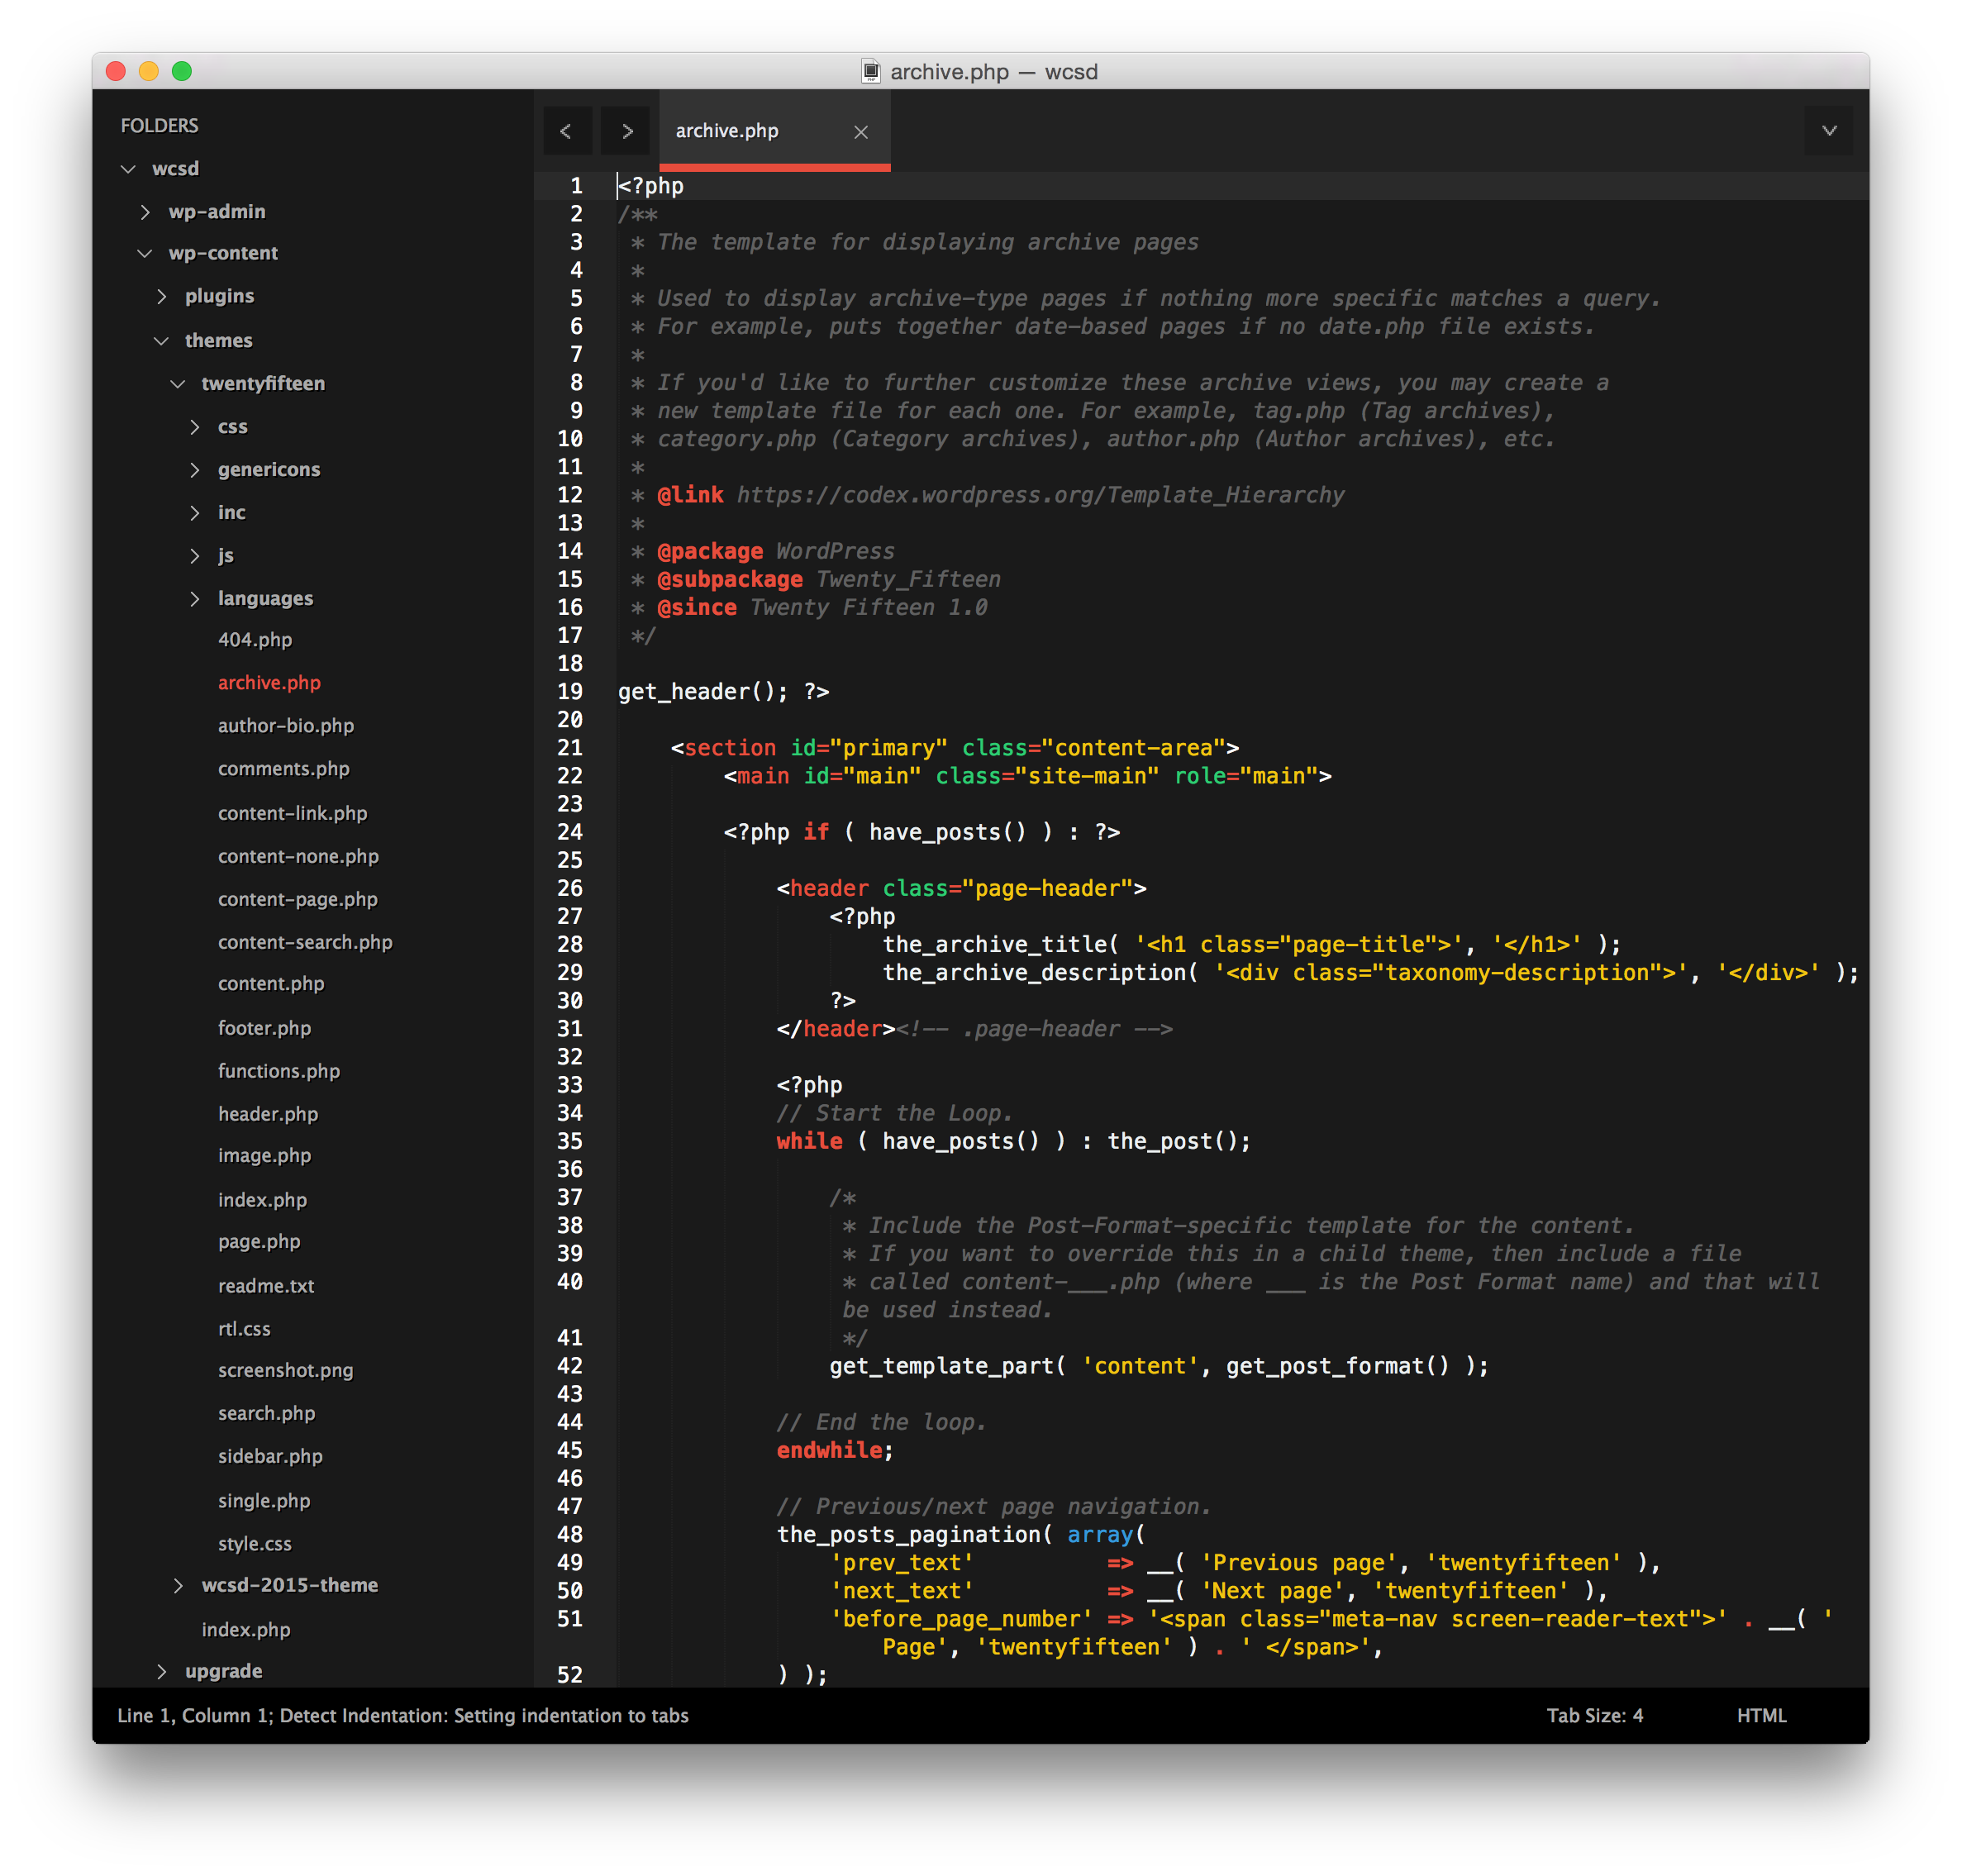 archive.php — wcsd
FOLDERS
wcsd
wp-admin
wp-content
plugins
themes
twentyfifteen
css
genericons
inc
js
languages
404.php
archive.php
author-bio.php
comments.php
content-link.php
content-none.php
content-page.php
content-search.php
content.php
footer.php
functions.php
header.php
image.php
index.php
page.php
readme.txt
rtl.css
screenshot.png
search.php
sidebar.php
single.php
style.css
wcsd-2015-theme
index.php
upgrade
archive.php
1 <?php
2 /**
3  * The template for displaying archive pages
4  *
5  * Used to display archive-type pages if nothing more specific matches a query.
6  * For example, puts together date-based pages if no date.php file exists.
7  *
8  * If you'd like to further customize these archive views, you may create a
9  * new template file for each one. For example, tag.php (Tag archives),
10  * category.php (Category archives), author.php (Author archives), etc.
11  *
12  * @link https://codex.wordpress.org/Template_Hierarchy
13  *
14  * @package WordPress
15  * @subpackage Twenty_Fifteen
16  * @since Twenty Fifteen 1.0
17  */
18
19 get_header(); ?>
20
21     <section id="primary" class="content-area">
22         <main id="main" class="site-main" role="main">
23
24         <?php if ( have_posts() ) : ?>
25
26             <header class="page-header">
27                 <?php
28                     the_archive_title( '<h1 class="page-title">', '</h1>' );
29                     the_archive_description( '<div class="taxonomy-description">', '</div>' );
30                 ?>
31             </header><!-- .page-header -->
32
33             <?php
34             // Start the Loop.
35             while ( have_posts() ) : the_post();
36
37                 /*
38                  * Include the Post-Format-specific template for the content.
39                  * If you want to override this in a child theme, then include a file
40                  * called content-___.php (where ___ is the Post Format name) and that will
be used instead.
41                  */
42                 get_template_part( 'content', get_post_format() );
43
44             // End the loop.
45             endwhile;
46
47             // Previous/next page navigation.
48             the_posts_pagination( array(
49                 'prev_text'          => __( 'Previous page', 'twentyfifteen' ),
50                 'next_text'          => __( 'Next page', 'twentyfifteen' ),
51                 'before_page_number' => '<span class="meta-nav screen-reader-text">' . __( '
Page', 'twentyfifteen' ) . ' </span>',
52             ) );
Line 1, Column 1; Detect Indentation: Setting indentation to tabs
Tab Size: 4
HTML